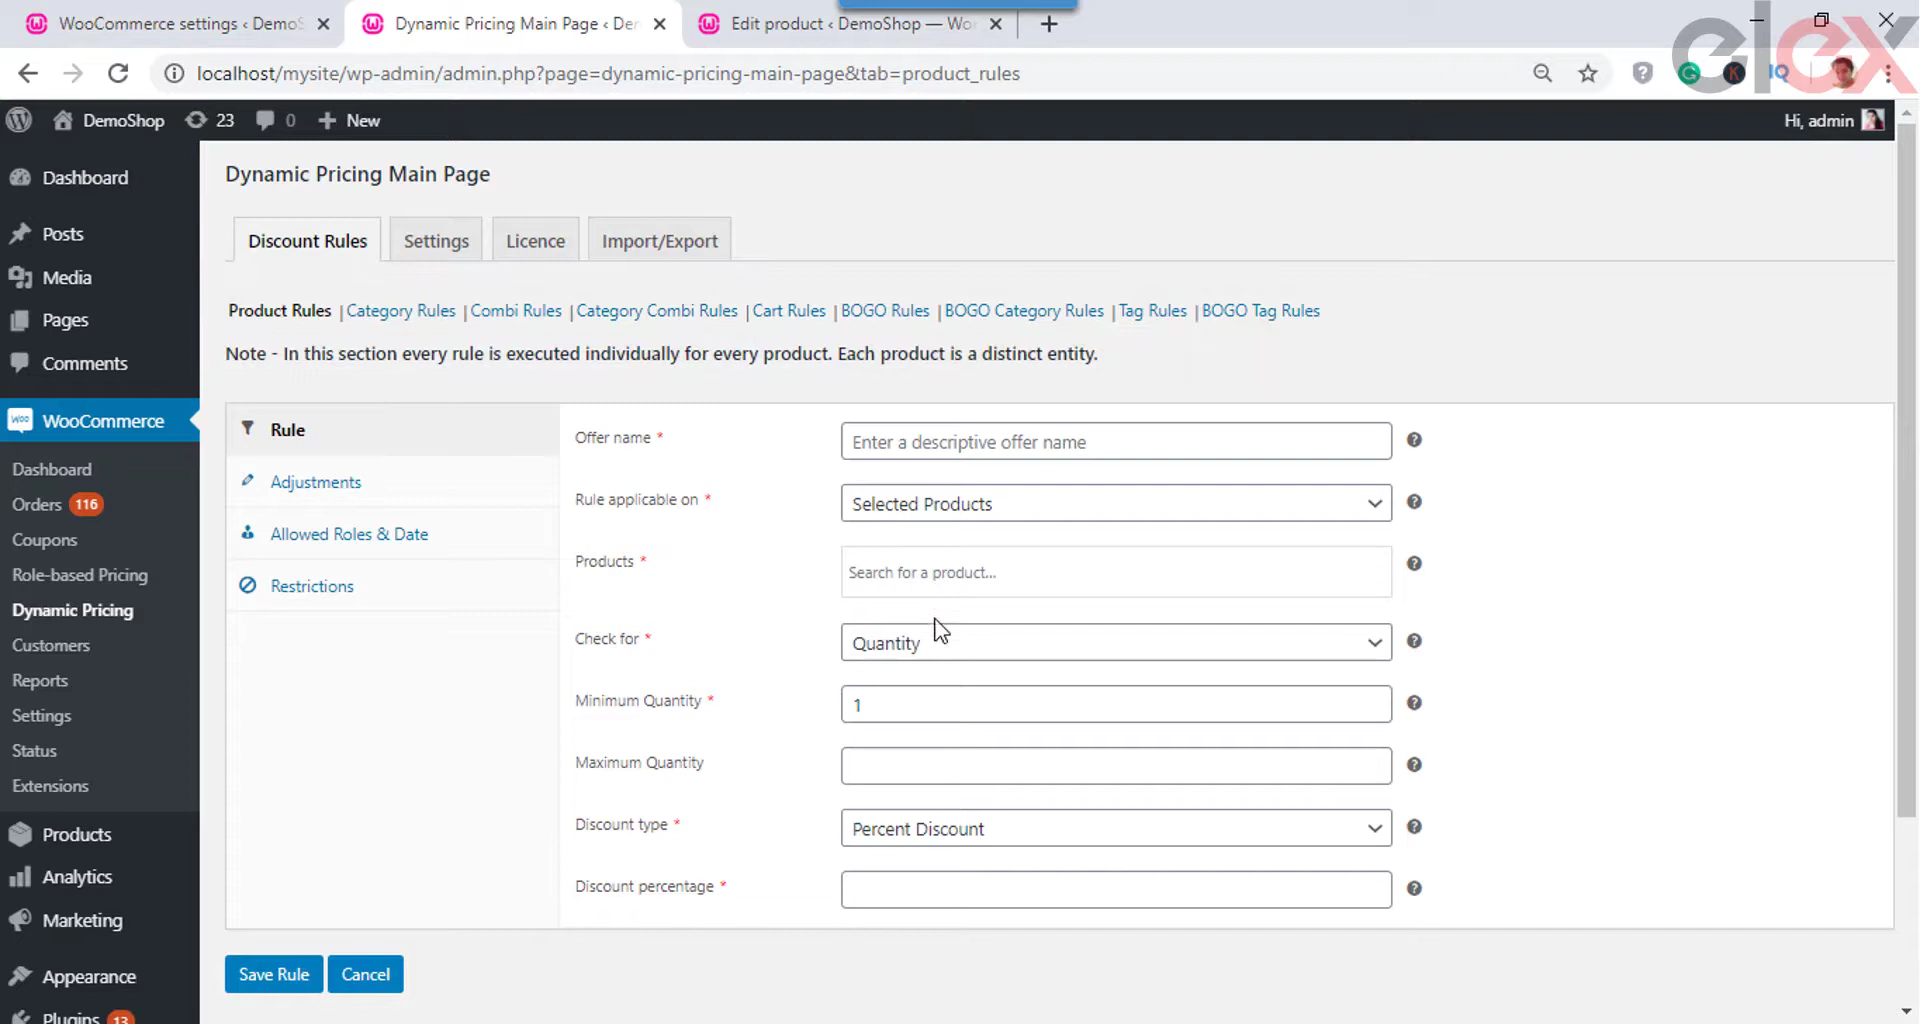 WooCommerce settings ‹ DemoS
Dynamic Pricing Main Page ‹ De
Edit product ‹ DemoShop — Wo
elex
localhost/mysite/wp-admin/admin.php?page=dynamic-pricing-main-page&tab=product_rules
DemoShop 23 0 + New
Hi, admin
Dashboard
Posts
Media
Pages
Comments
WooCommerce
Dashboard
Orders 116
Coupons
Role-based Pricing
Dynamic Pricing
Customers
Reports
Settings
Status
Extensions
Products
Analytics
Marketing
Appearance
Plugins 13
Dynamic Pricing Main Page
Discount Rules
Settings
Licence
Import/Export
Product Rules | Category Rules | Combi Rules | Category Combi Rules | Cart Rules | BOGO Rules | BOGO Category Rules | Tag Rules | BOGO Tag Rules
Note - In this section every rule is executed individually for every product. Each product is a distinct entity.
Rule
Adjustments
Allowed Roles & Date
Restrictions
Offer name * Enter a descriptive offer name
Rule applicable on * Selected Products
Products * Search for a product...
Check for * Quantity
Minimum Quantity * 1
Maximum Quantity
Discount type * Percent Discount
Discount percentage *
Save Rule
Cancel